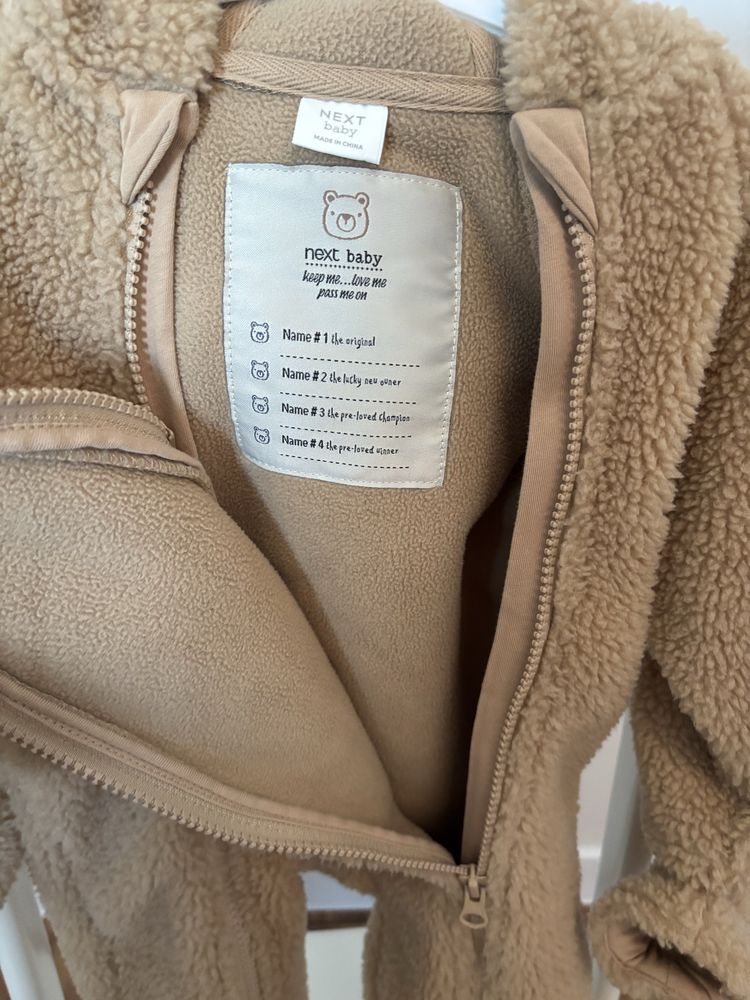 NEXT
baby
MADE IN CHINA
next baby
keep me...love me
pass me on
Name #1 the original
Name #2 the lucky new owner
Name #3 the pre-loved champion
Name #4 the pre-loved winner